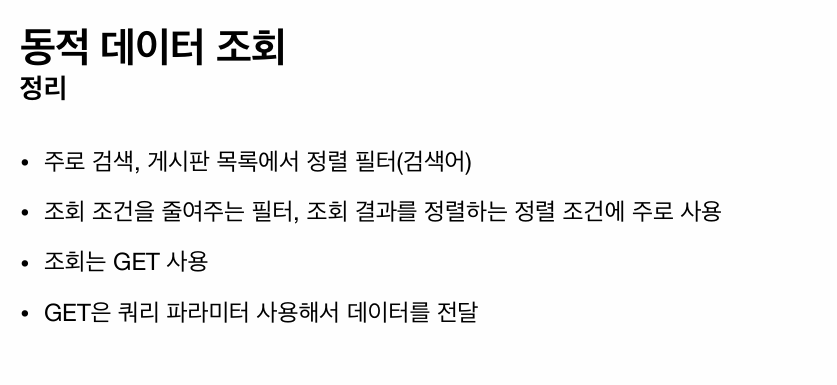 동적 데이터 조회
정리
• 주로 검색, 게시판 목록에서 정렬 필터(검색어)
• 조회 조건을 줄여주는 필터, 조회 결과를 정렬하는 정렬 조건에 주로 사용
• 조회는 GET 사용
• GET은 쿼리 파라미터 사용해서 데이터를 전달